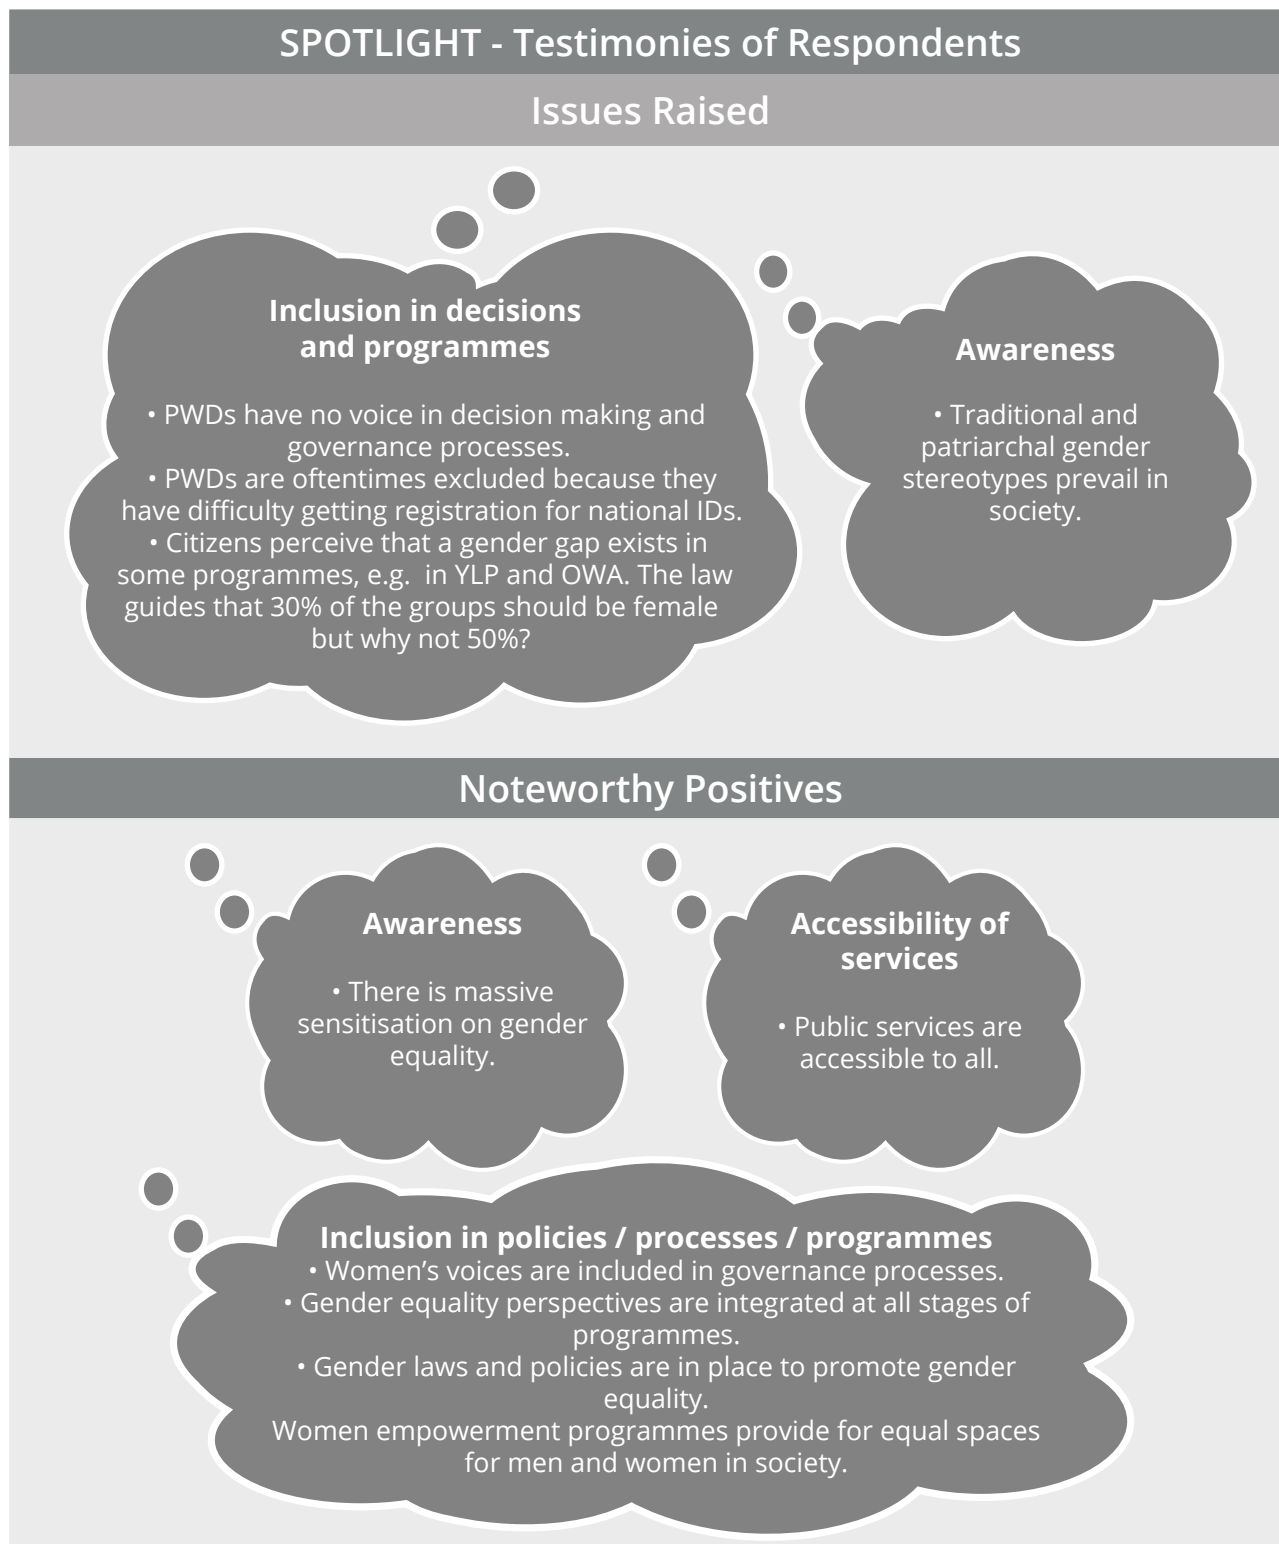 SPOTLIGHT - Testimonies of Respondents
Issues Raised
Inclusion in decisions
and programmes
• PWDs have no voice in decision making and
governance processes.
• PWDs are oftentimes excluded because they
have difficulty getting registration for national IDs.
• Citizens perceive that a gender gap exists in
some programmes, e.g.  in YLP and OWA. The law
guides that 30% of the groups should be female
but why not 50%?
Awareness
• Traditional and
patriarchal gender
stereotypes prevail in
society.
Noteworthy Positives
Awareness
• There is massive
sensitisation on gender
equality.
Accessibility of
services
• Public services are
accessible to all.
Inclusion in policies / processes / programmes
• Women’s voices are included in governance processes.
• Gender equality perspectives are integrated at all stages of
programmes.
• Gender laws and policies are in place to promote gender
equality.
Women empowerment programmes provide for equal spaces
for men and women in society.